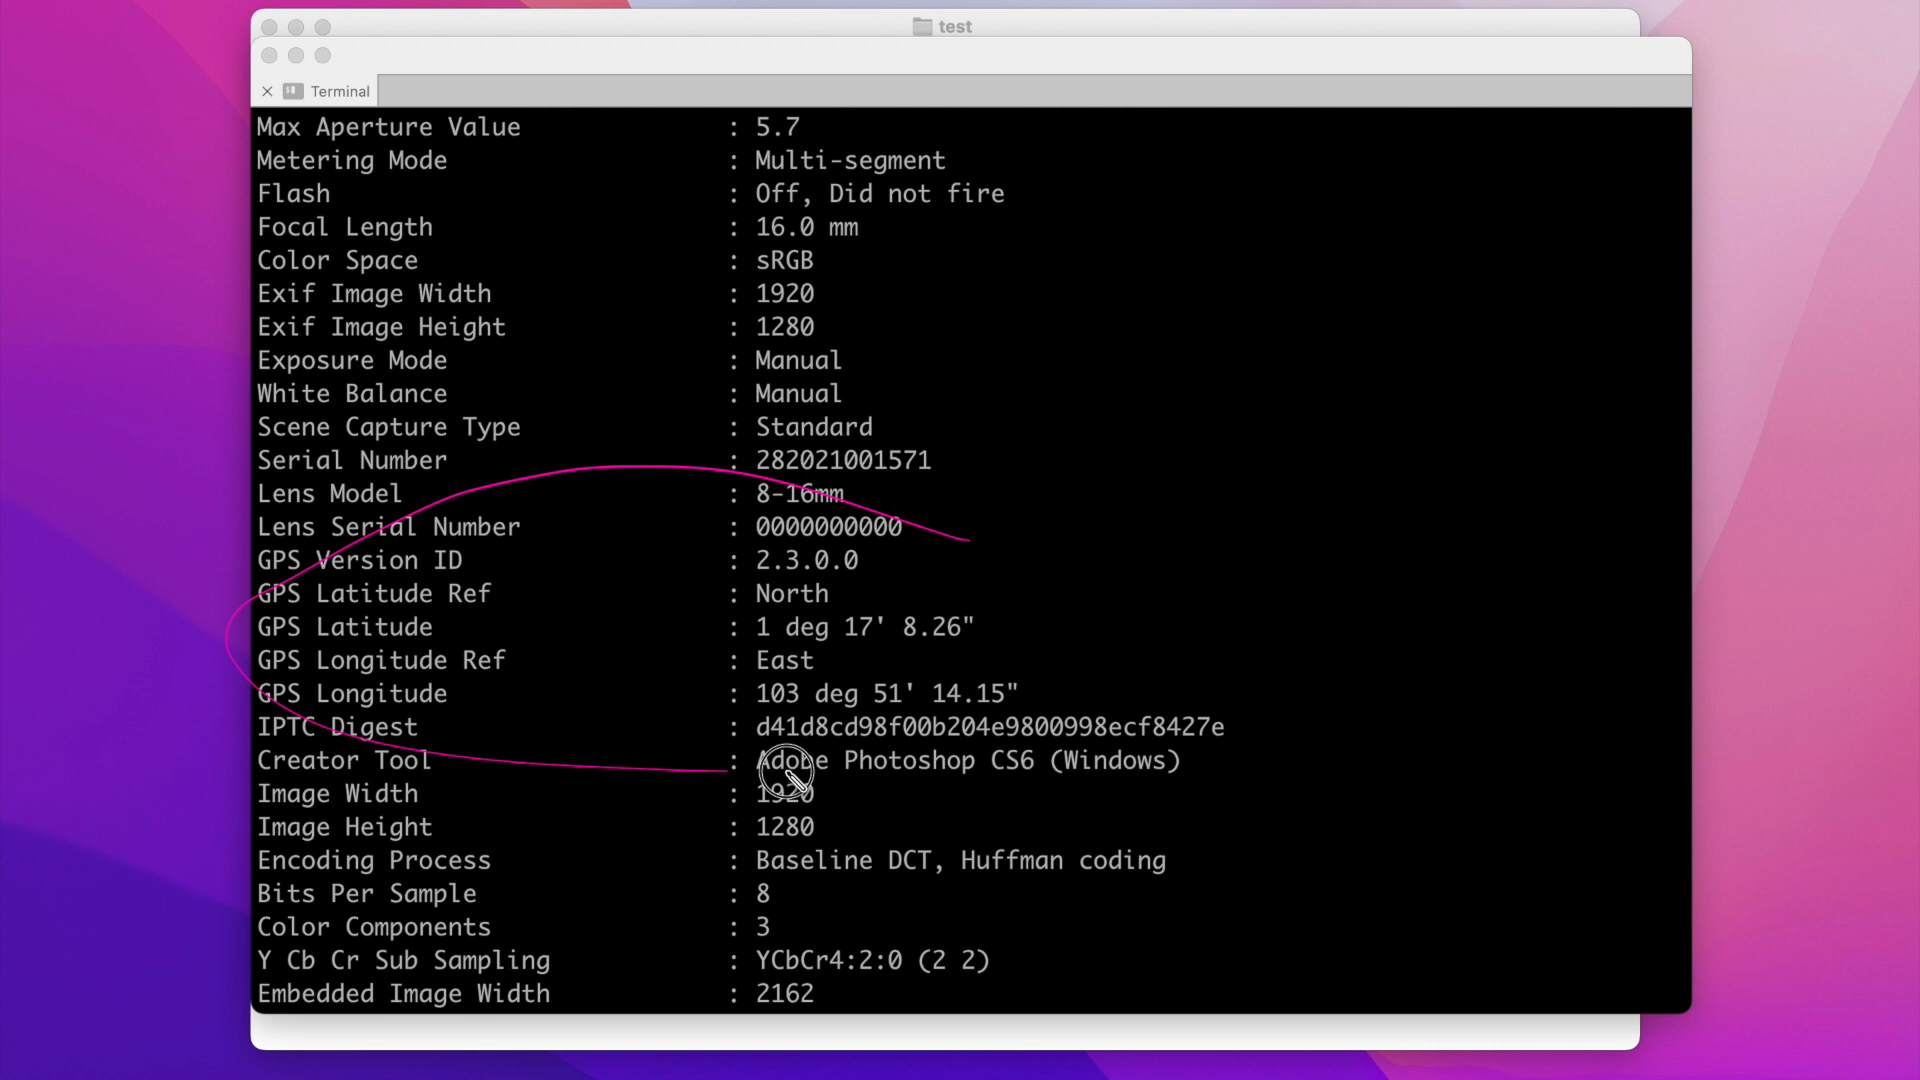 test
Terminal
Max Aperture Value : 5.7
Metering Mode : Multi-segment
Flash : Off, Did not fire
Focal Length : 16.0 mm
Color Space : sRGB
Exif Image Width : 1920
Exif Image Height : 1280
Exposure Mode : Manual
White Balance : Manual
Scene Capture Type : Standard
Serial Number : 282021001571
Lens Model : 8-16mm
Lens Serial Number : 0000000000
GPS Version ID : 2.3.0.0
GPS Latitude Ref : North
GPS Latitude : 1 deg 17' 8.26"
GPS Longitude Ref : East
GPS Longitude : 103 deg 51' 14.15"
IPTC Digest : d41d8cd98f00b204e9800998ecf8427e
Creator Tool : Adobe Photoshop CS6 (Windows)
Image Width : 1920
Image Height : 1280
Encoding Process : Baseline DCT, Huffman coding
Bits Per Sample : 8
Color Components : 3
Y Cb Cr Sub Sampling : YCbCr4:2:0 (2 2)
Embedded Image Width : 2162